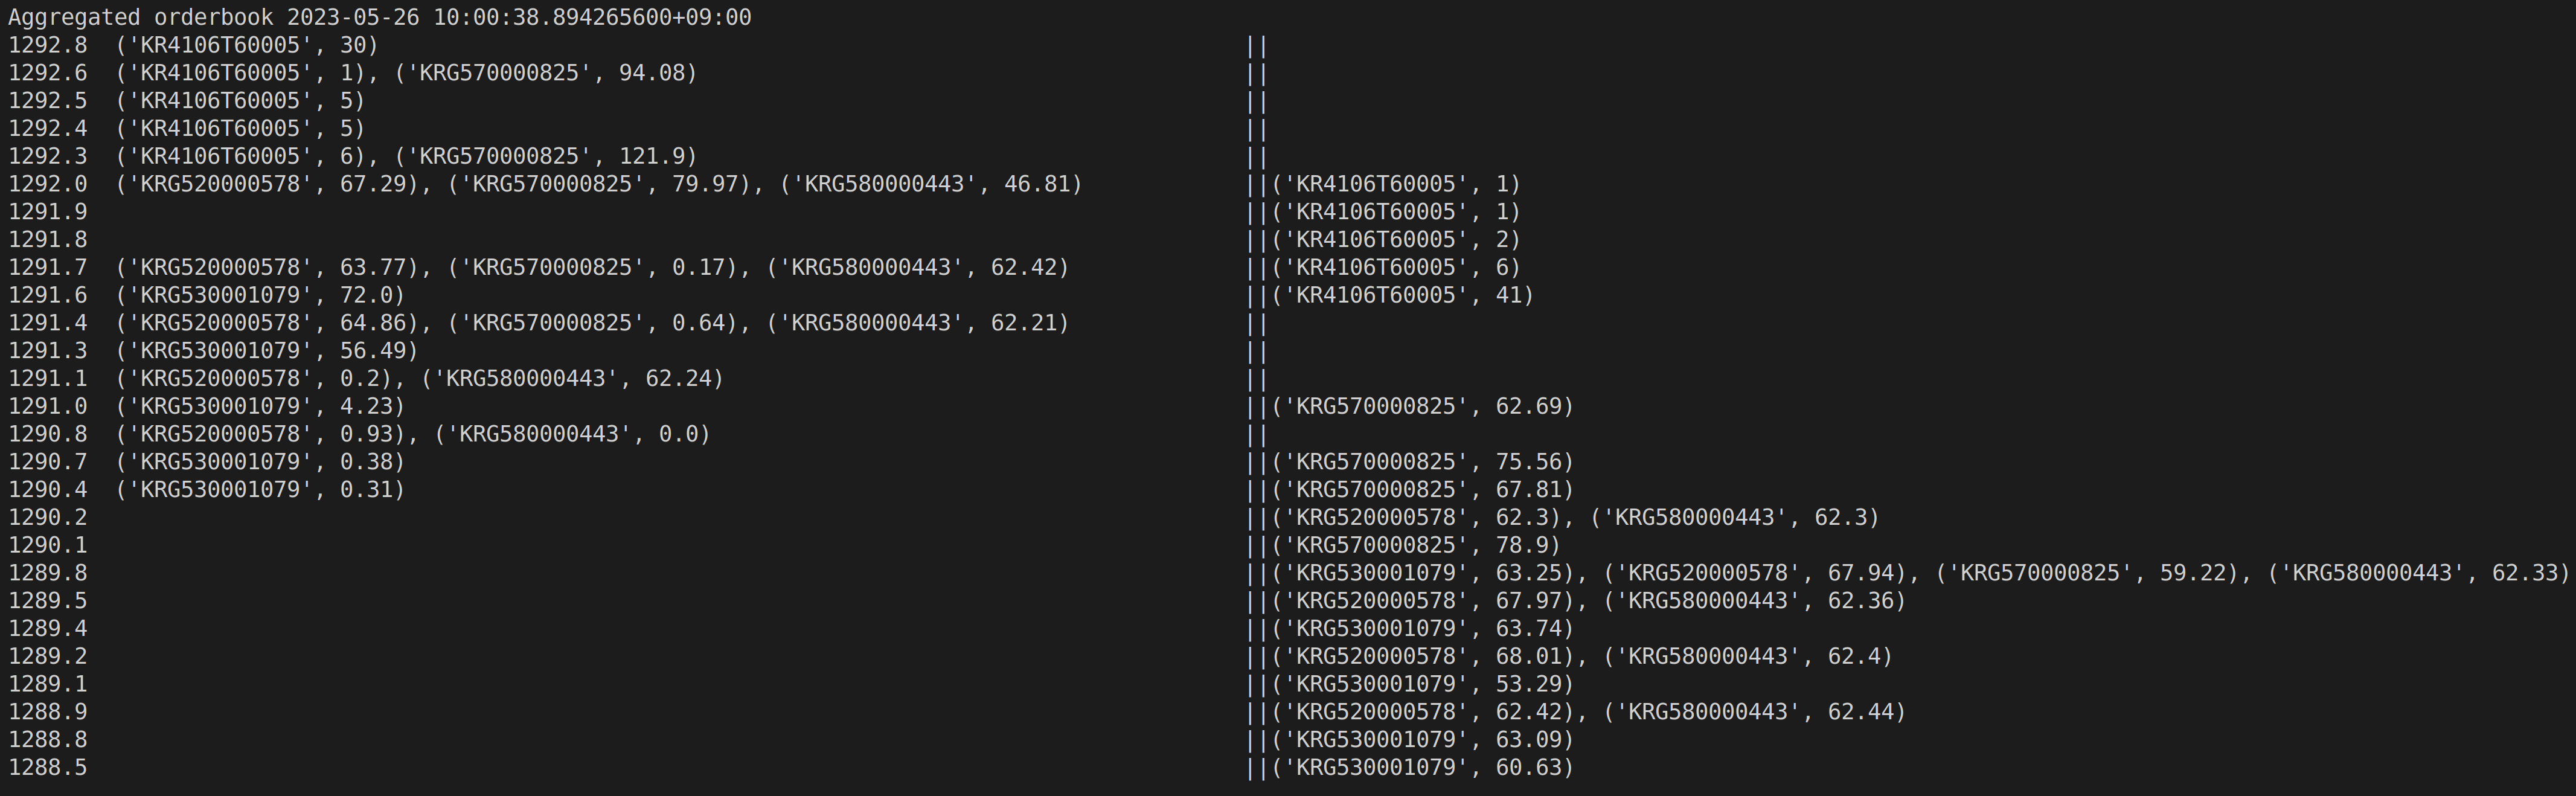 Aggregated orderbook 2023-05-26 10:00:38.894265600+09:00
1292.8  ('KR4106T60005', 30)                                                                 ||
1292.6  ('KR4106T60005', 1), ('KRG570000825', 94.08)                                         ||
1292.5  ('KR4106T60005', 5)                                                                  ||
1292.4  ('KR4106T60005', 5)                                                                  ||
1292.3  ('KR4106T60005', 6), ('KRG570000825', 121.9)                                         ||
1292.0  ('KRG520000578', 67.29), ('KRG570000825', 79.97), ('KRG580000443', 46.81)            ||('KR4106T60005', 1)
1291.9                                                                                       ||('KR4106T60005', 1)
1291.8                                                                                       ||('KR4106T60005', 2)
1291.7  ('KRG520000578', 63.77), ('KRG570000825', 0.17), ('KRG580000443', 62.42)             ||('KR4106T60005', 6)
1291.6  ('KRG530001079', 72.0)                                                               ||('KR4106T60005', 41)
1291.4  ('KRG520000578', 64.86), ('KRG570000825', 0.64), ('KRG580000443', 62.21)             ||
1291.3  ('KRG530001079', 56.49)                                                              ||
1291.1  ('KRG520000578', 0.2), ('KRG580000443', 62.24)                                       ||
1291.0  ('KRG530001079', 4.23)                                                               ||('KRG570000825', 62.69)
1290.8  ('KRG520000578', 0.93), ('KRG580000443', 0.0)                                        ||
1290.7  ('KRG530001079', 0.38)                                                               ||('KRG570000825', 75.56)
1290.4  ('KRG530001079', 0.31)                                                               ||('KRG570000825', 67.81)
1290.2                                                                                       ||('KRG520000578', 62.3), ('KRG580000443', 62.3)
1290.1                                                                                       ||('KRG570000825', 78.9)
1289.8                                                                                       ||('KRG530001079', 63.25), ('KRG520000578', 67.94), ('KRG570000825', 59.22), ('KRG580000443', 62.33)
1289.5                                                                                       ||('KRG520000578', 67.97), ('KRG580000443', 62.36)
1289.4                                                                                       ||('KRG530001079', 63.74)
1289.2                                                                                       ||('KRG520000578', 68.01), ('KRG580000443', 62.4)
1289.1                                                                                       ||('KRG530001079', 53.29)
1288.9                                                                                       ||('KRG520000578', 62.42), ('KRG580000443', 62.44)
1288.8                                                                                       ||('KRG530001079', 63.09)
1288.5                                                                                       ||('KRG530001079', 60.63)